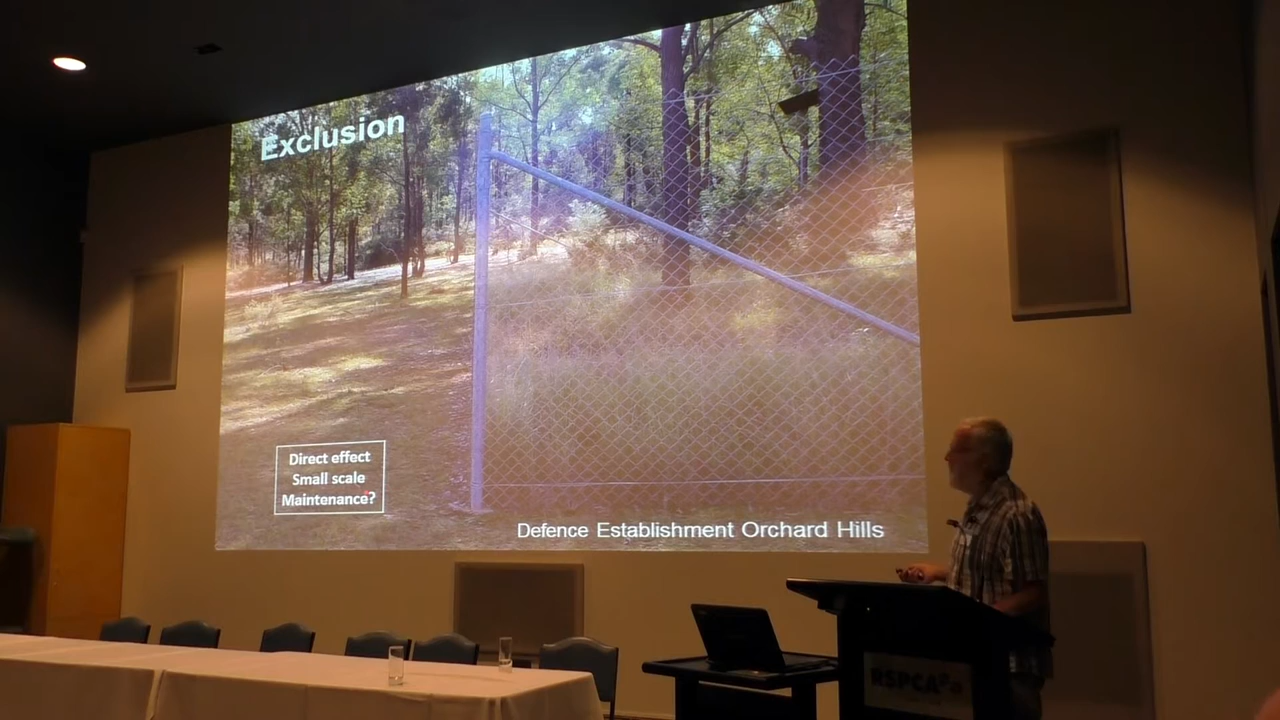 Exclusion
Direct effect
Small scale
Maintenance?
Defence Establishment Orchard Hills
RSPCA